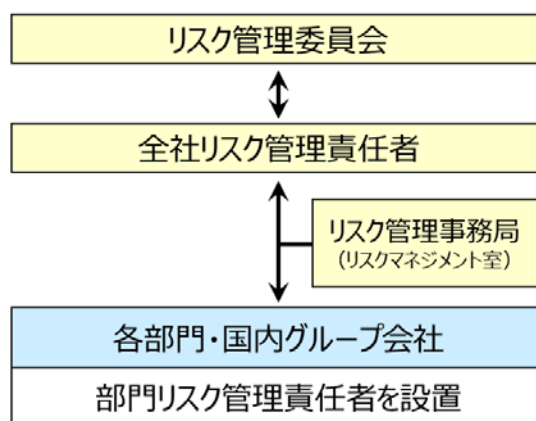 リスク管理委員会
全社リスク管理責任者
リスク管理事務局
（リスクマネジメント室）
各部門・国内グループ会社
部門リスク管理責任者を設置